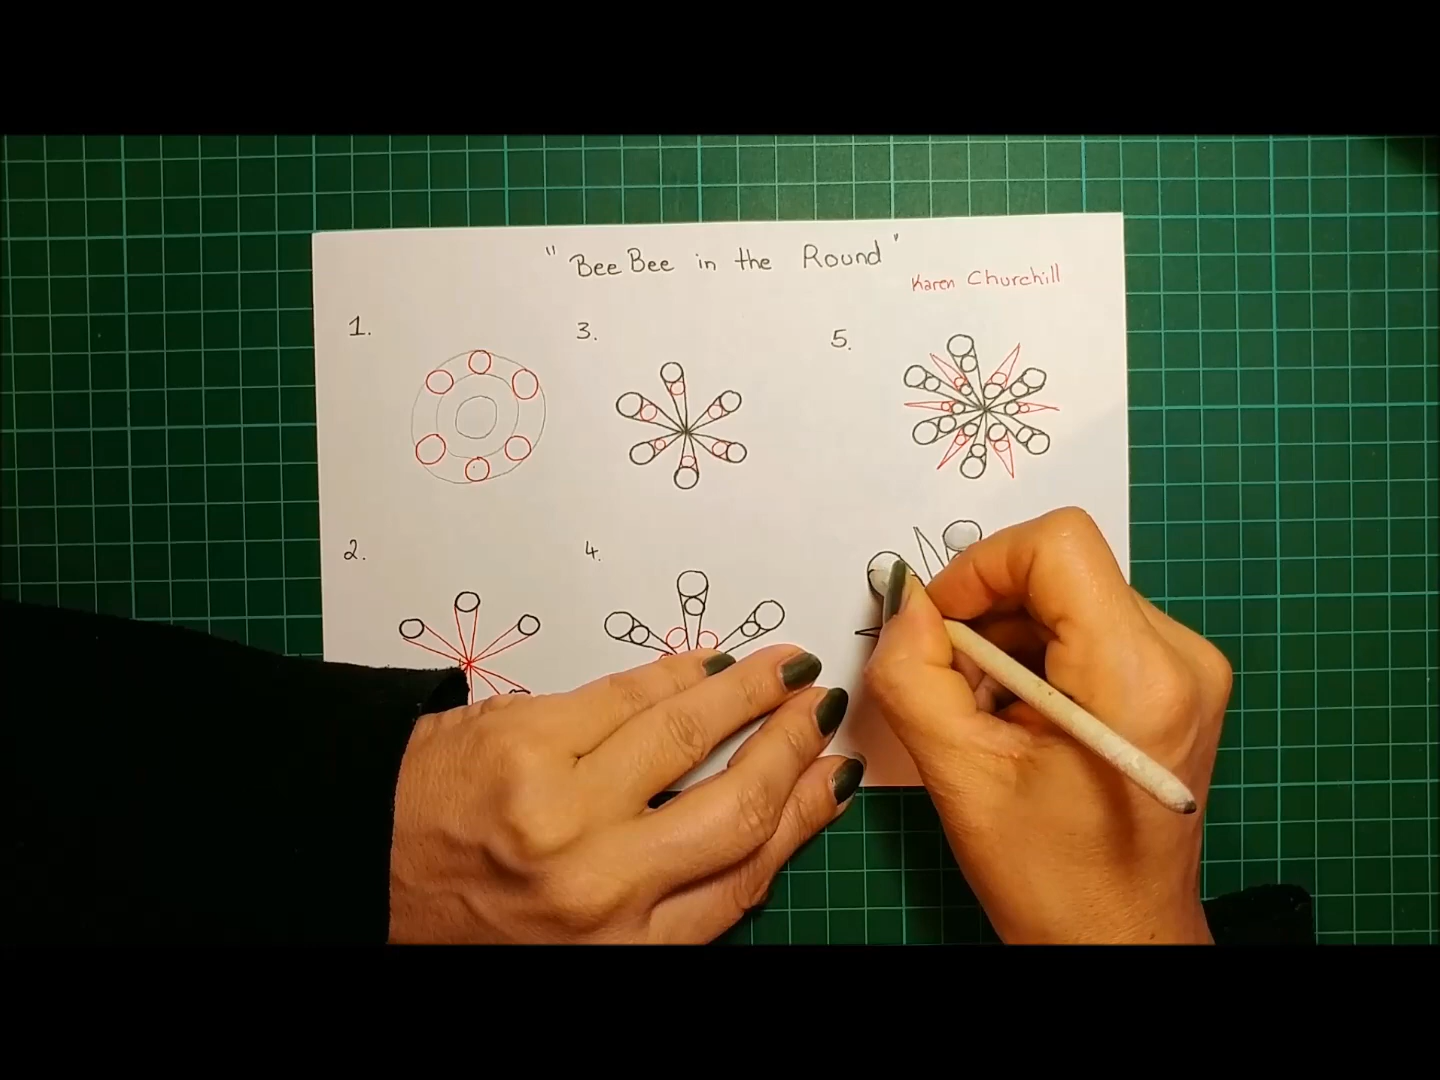 "Bee Bee in the Round"
Karen Churchill
1.
3.
5.
2.
4.